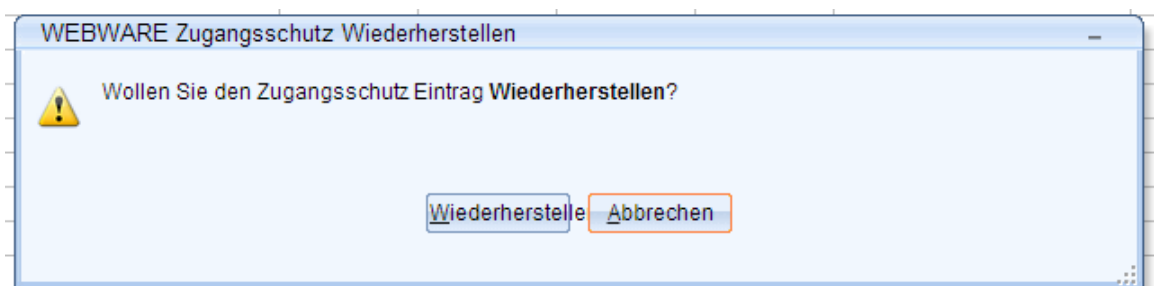 WEBWARE Zugangsschutz Wiederherstellen
Wollen Sie den Zugangsschutz Eintrag Wiederherstellen?
Wiederherstelle Abbrechen